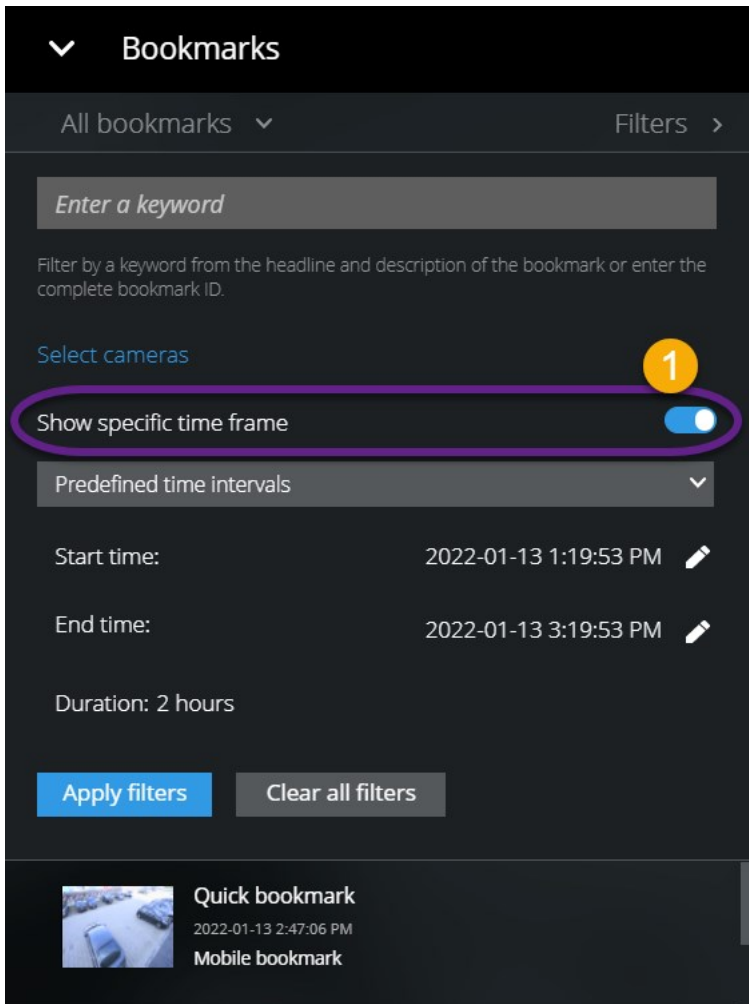 Bookmarks
All bookmarks Filters
Enter a keyword
Filter by a keyword from the headline and description of the bookmark or enter the
complete bookmark ID.
Select cameras
1
Show specific time frame
Predefined time intervals
Start time: 2022-01-13 1:19:53 PM
End time: 2022-01-13 3:19:53 PM
Duration: 2 hours
Apply filters Clear all filters
Quick bookmark
2022-01-13 2:47:06 PM
Mobile bookmark